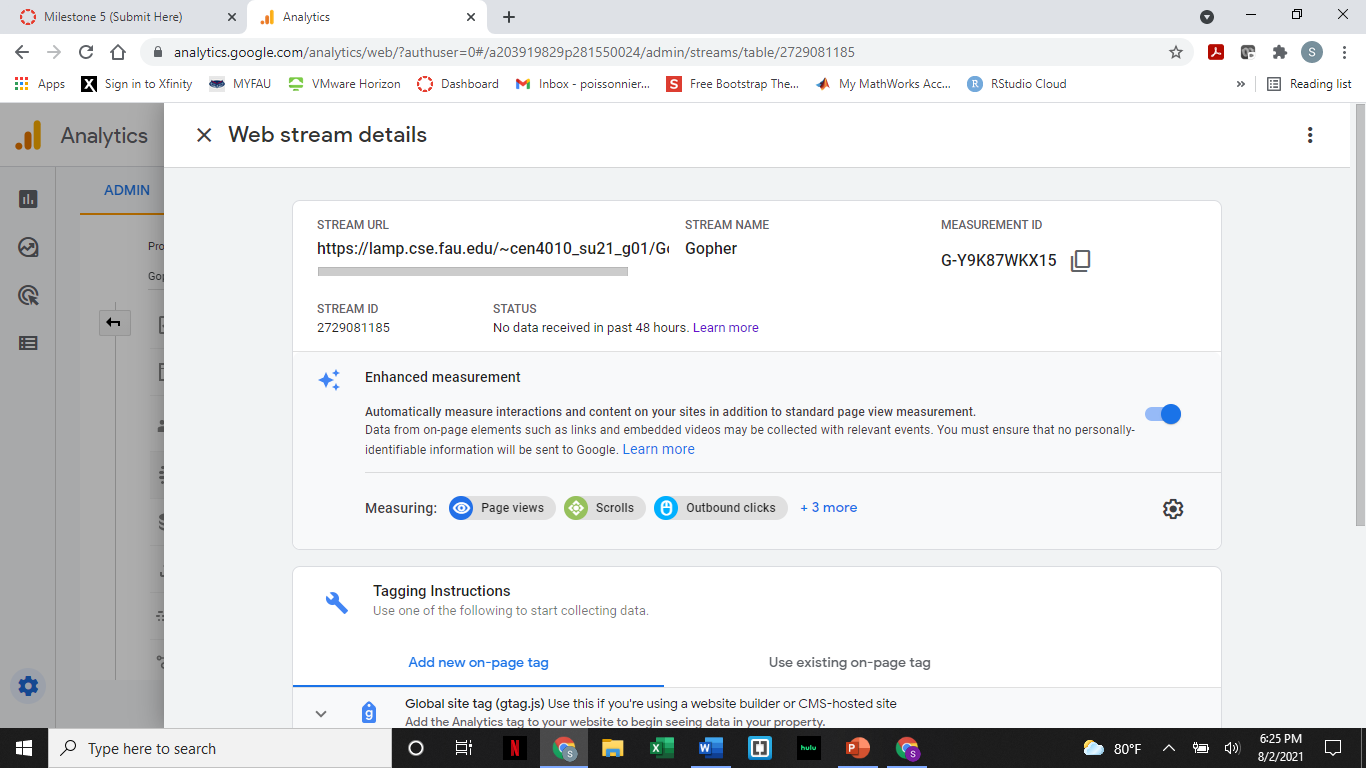 Milestone 5 (Submit Here)
Analytics
analytics.google.com/analytics/web/?authuser=0#/a203919829p281550024/admin/streams/table/2729081185
S
Apps
Sign in to Xfinity
MYFAU
VMware Horizon
Dashboard
Inbox - poissonnier...
S
Free Bootstrap The...
My MathWorks Acc...
R
RStudio Cloud
»
Reading list
Analytics
Web stream details
ADMIN
Pro
Gop
STREAM URL
https://lamp.cse.fau.edu/~cen4010_su21_g01/Go
STREAM NAME
Gopher
MEASUREMENT ID
G-Y9K87WKX15
STREAM ID
2729081185
STATUS
No data received in past 48 hours. Learn more
Enhanced measurement
Automatically measure interactions and content on your sites in addition to standard page view measurement.
Data from on-page elements such as links and embedded videos may be collected with relevant events. You must ensure that no personally-
identifiable information will be sent to Google. Learn more
Measuring:
Page views
Scrolls
Outbound clicks
+ 3 more
Tagging Instructions
Use one of the following to start collecting data.
Add new on-page tag
Use existing on-page tag
g
Global site tag (gtag.js) Use this if you're using a website builder or CMS-hosted site
Add the Analytics tag to your website to begin seeing data in your property.
Type here to search
N
S
X
W
hulu
P
S
80°F
6:25 PM
8/2/2021